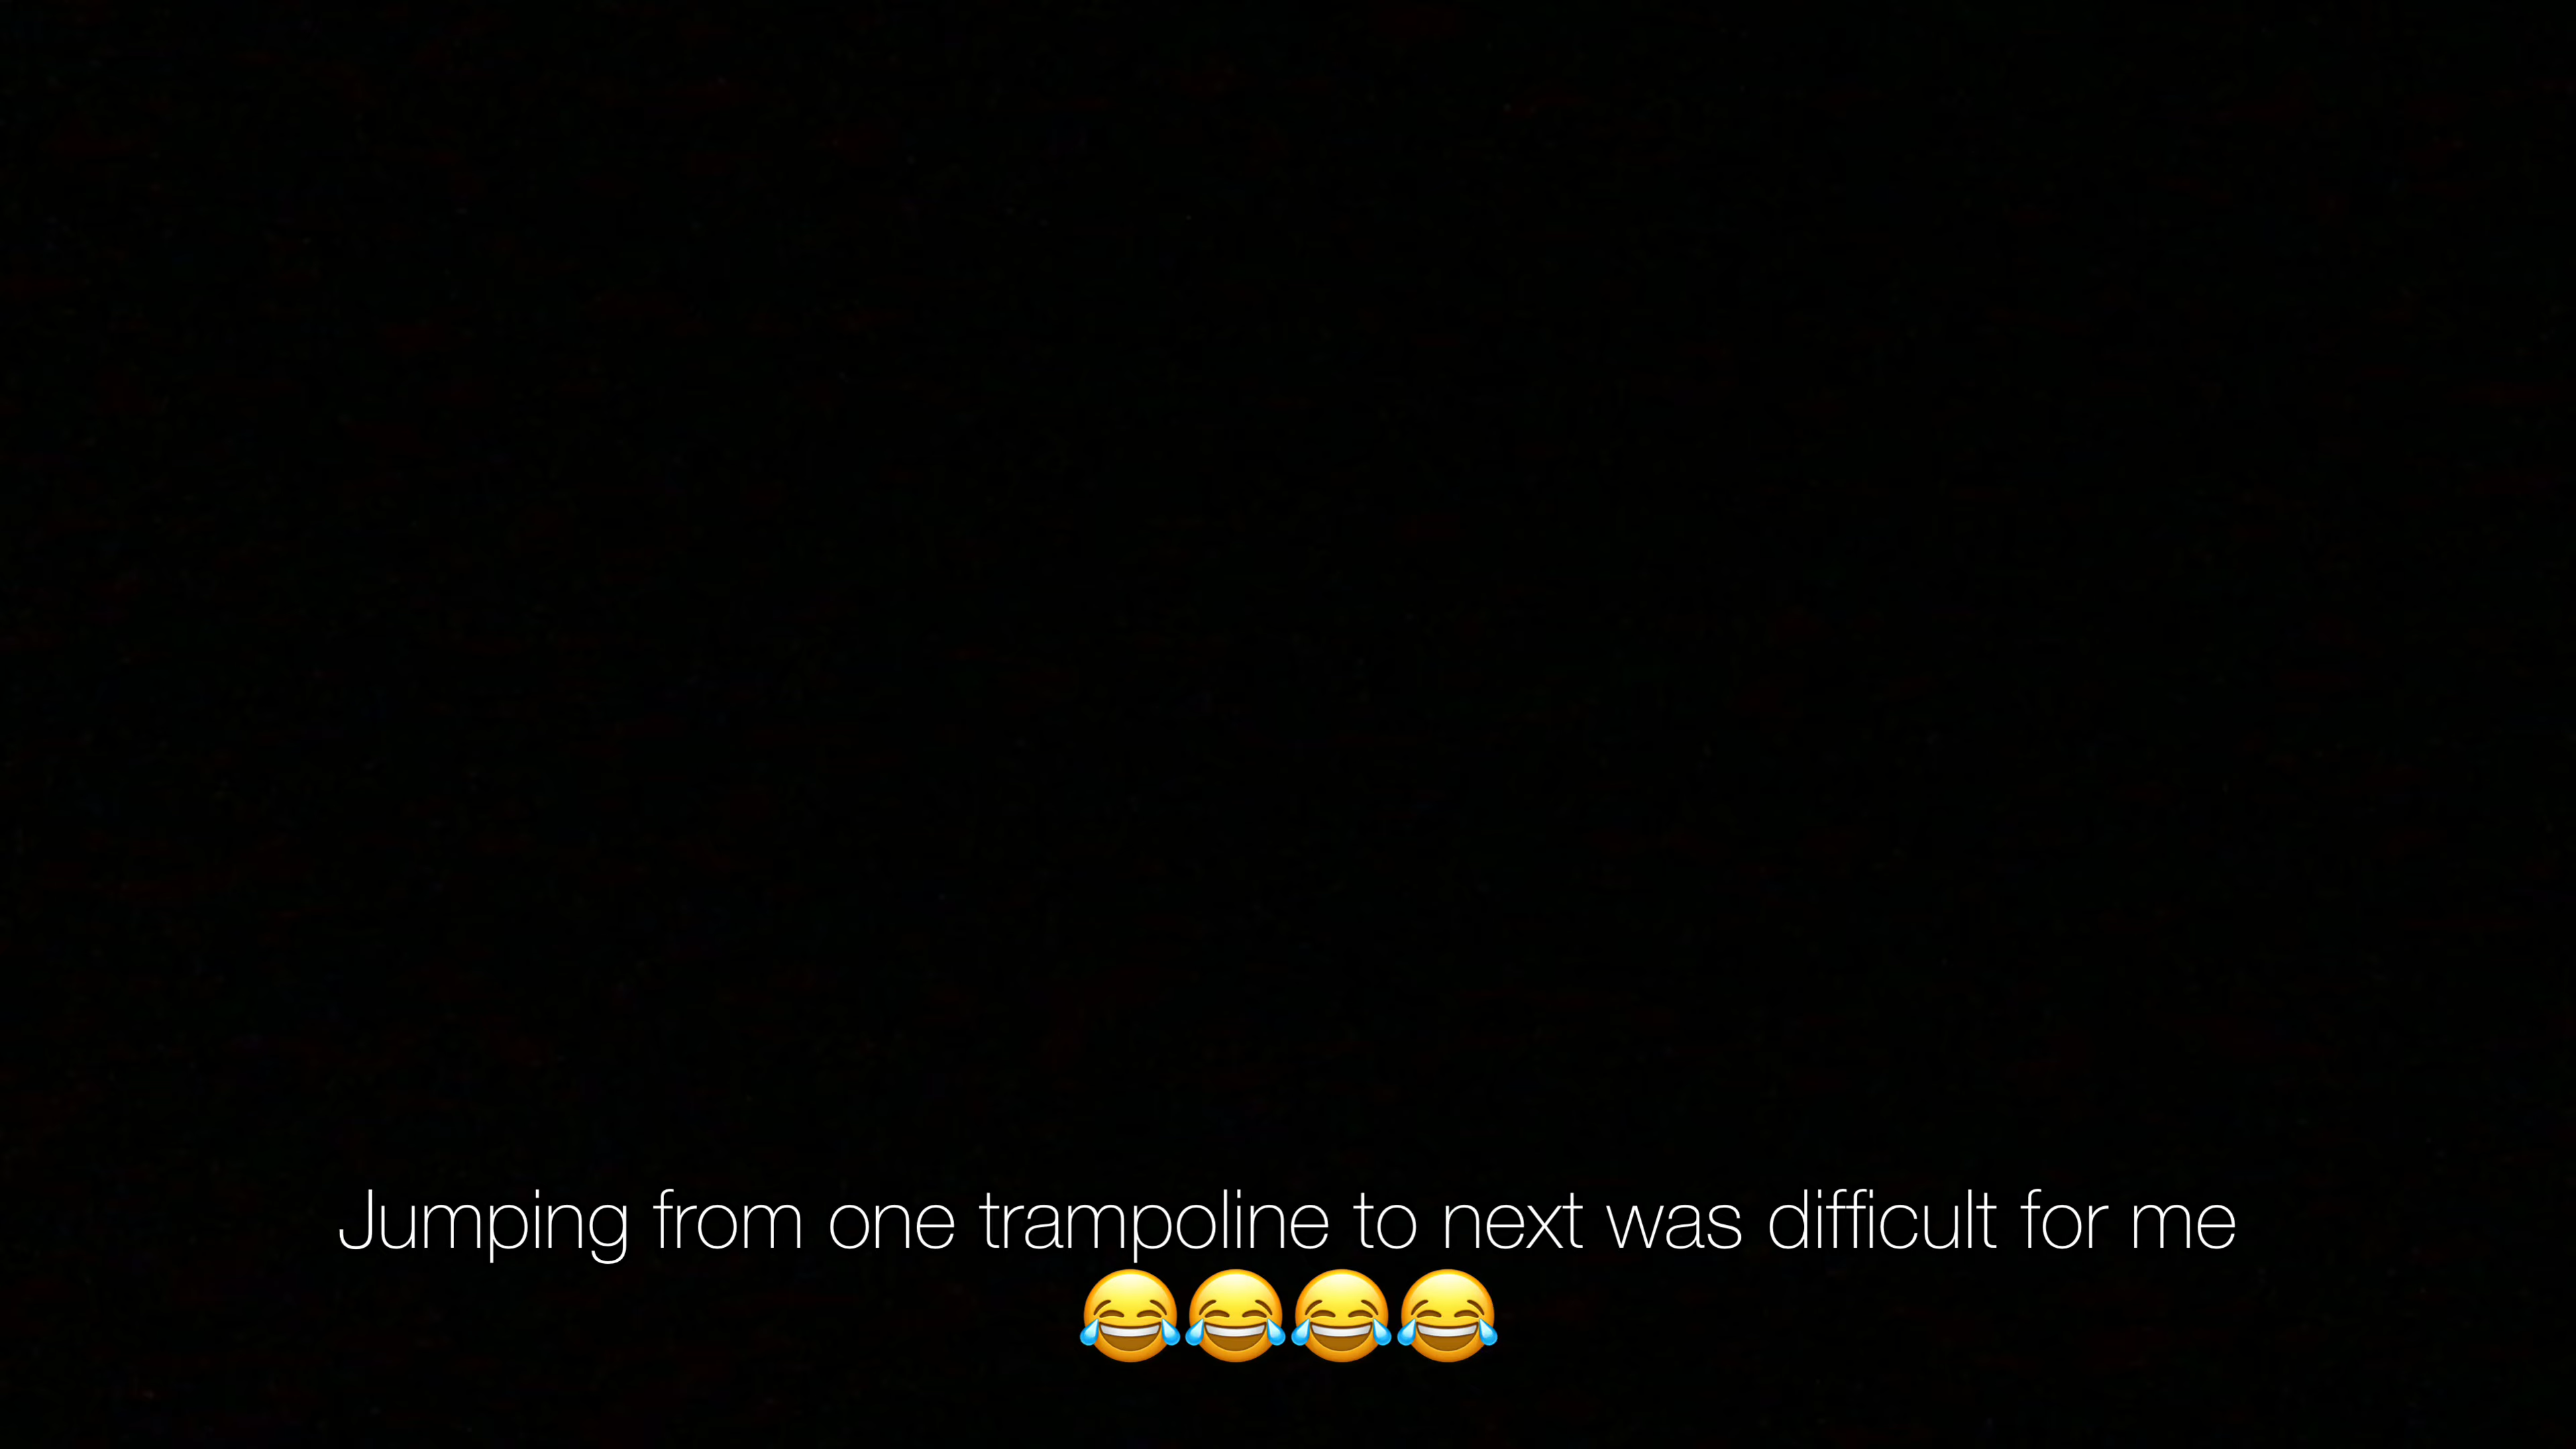 Jumping from one trampoline to next was difficult for me
😂😂😂😂